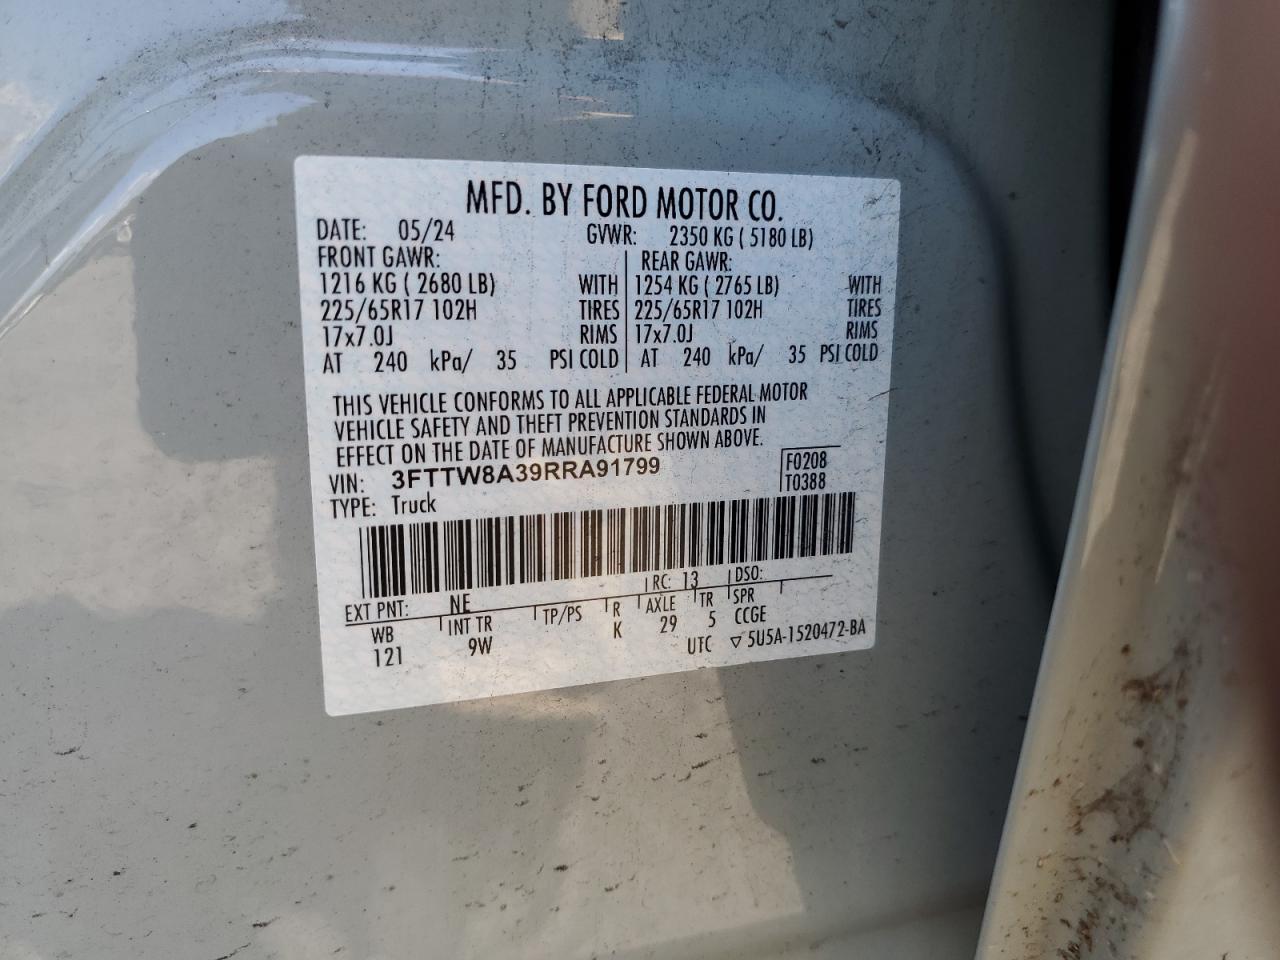 MFD. BY FORD MOTOR CO.
DATE: 05/24 GVWR: 2350 KG ( 5180 LB)
FRONT GAWR: REAR GAWR:
1216 KG ( 2680 LB) WITH 1254 KG ( 2765 LB) WITH
225/65R17 102H TIRES 225/65R17 102H TIRES
17x7.0J RIMS 17x7.0J RIMS
AT 240 kPa/ 35 PSI COLD AT 240 kPa/ 35 PSI COLD
THIS VEHICLE CONFORMS TO ALL APPLICABLE FEDERAL MOTOR
VEHICLE SAFETY AND THEFT PREVENTION STANDARDS IN
EFFECT ON THE DATE OF MANUFACTURE SHOWN ABOVE.
VIN: 3FTTW8A39RRA91799 F0208
TYPE: Truck T0388
EXT PNT: NE RC: 13 DSO:
WB INT TR TP/PS R AXLE TR SPR
121 9W K 29 5 CCGE
UTC ▽ 5U5A-1520472-BA